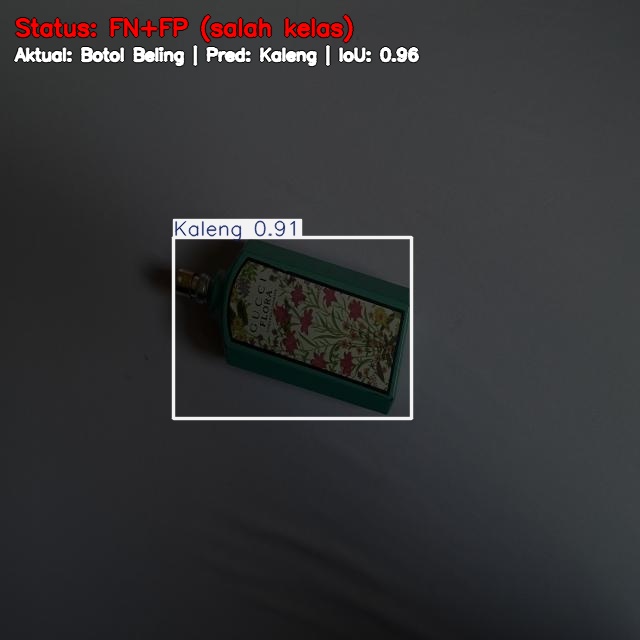 Status: FN+FP (salah kelas)
Aktual: Botol Beling | Pred: Kaleng | IoU: 0.96
Kaleng 0.91
GUCCI
FLORA